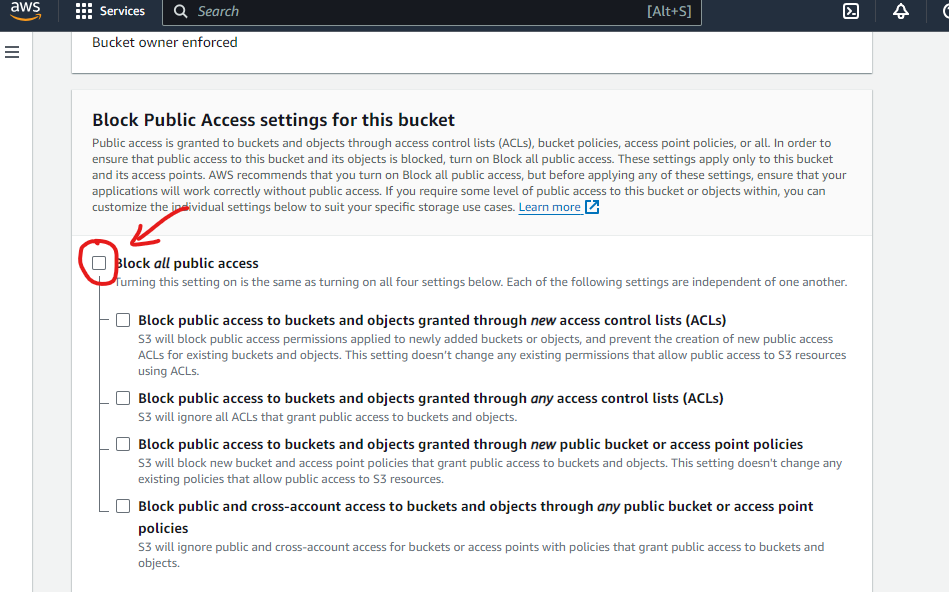 aws
Services
Search
[Alt+S]
Bucket owner enforced
Block Public Access settings for this bucket
Public access is granted to buckets and objects through access control lists (ACLs), bucket policies, access point policies, or all. In order to
ensure that public access to this bucket and its objects is blocked, turn on Block all public access. These settings apply only to this bucket
and its access points. AWS recommends that you turn on Block all public access, but before applying any of these settings, ensure that your
applications will work correctly without public access. If you require some level of public access to this bucket or objects within, you can
customize the individual settings below to suit your specific storage use cases. Learn more
Block all public access
Turning this setting on is the same as turning on all four settings below. Each of the following settings are independent of one another.
Block public access to buckets and objects granted through new access control lists (ACLs)
S3 will block public access permissions applied to newly added buckets or objects, and prevent the creation of new public access
ACLs for existing buckets and objects. This setting doesn't change any existing permissions that allow public access to S3 resources
using ACLs.
Block public access to buckets and objects granted through any access control lists (ACLs)
S3 will ignore all ACLs that grant public access to buckets and objects.
Block public access to buckets and objects granted through new public bucket or access point policies
S3 will block new bucket and access point policies that grant public access to buckets and objects. This setting doesn't change any
existing policies that allow public access to S3 resources.
Block public and cross-account access to buckets and objects through any public bucket or access point
policies
S3 will ignore public and cross-account access for buckets or access points with policies that grant public access to buckets and
objects.